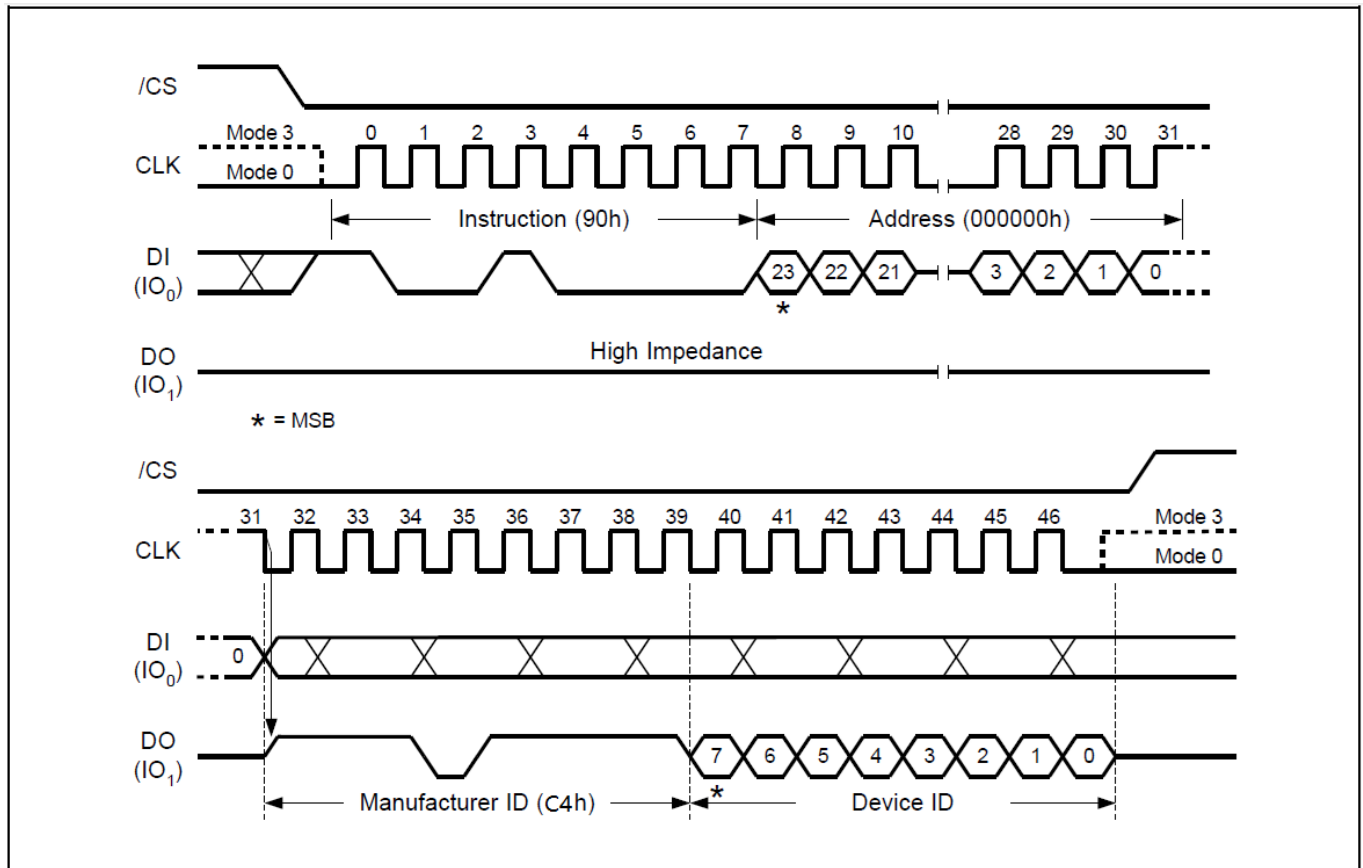 /CS
Mode 3 0 1 2 3 4 5 6 7 8 9 10 28 29 30 31
CLK
Mode 0
Instruction (90h) Address (000000h)
DI
(IO0) 23 22 21 3 2 1 0
*
DO High Impedance
(IO1)
* = MSB
/CS
31 32 33 34 35 36 37 38 39 40 41 42 43 44 45 46 Mode 3
CLK
Mode 0
DI
(IO0) 0
DO
(IO1) 7 6 5 4 3 2 1 0
*
Manufacturer ID (C4h) Device ID